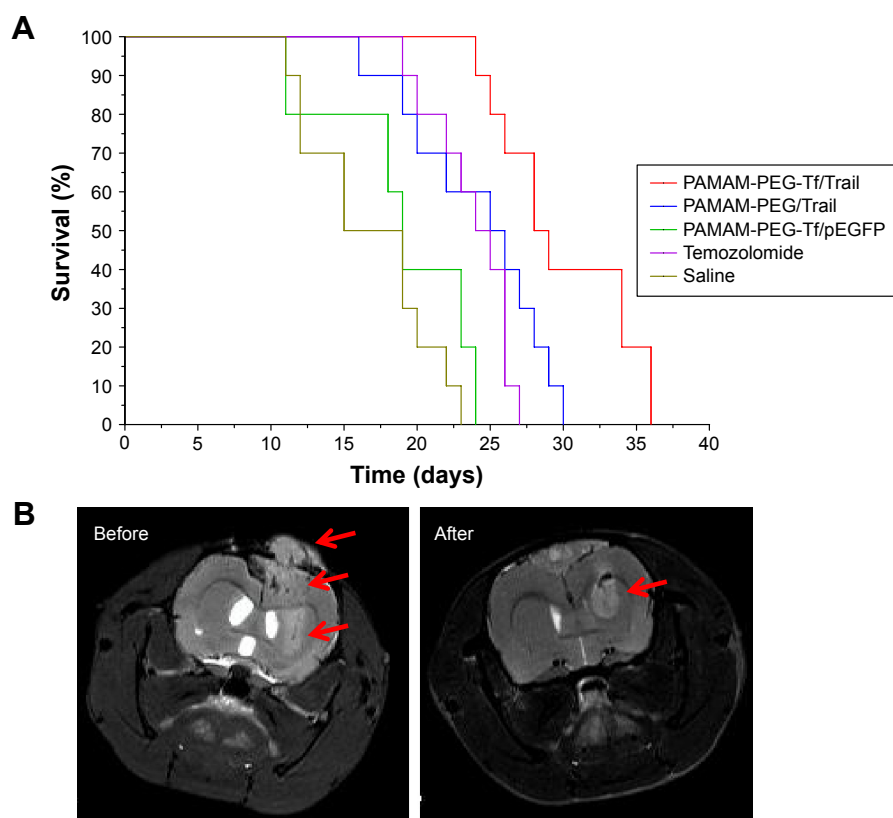 A
100
90
80
70
60
50
40
30
20
10
0
Survival (%)
0 5 10 15 20 25 30 35 40
Time (days)
PAMAM-PEG-Tf/Trail
PAMAM-PEG/Trail
PAMAM-PEG-Tf/pEGFP
Temozolomide
Saline
B
Before
After